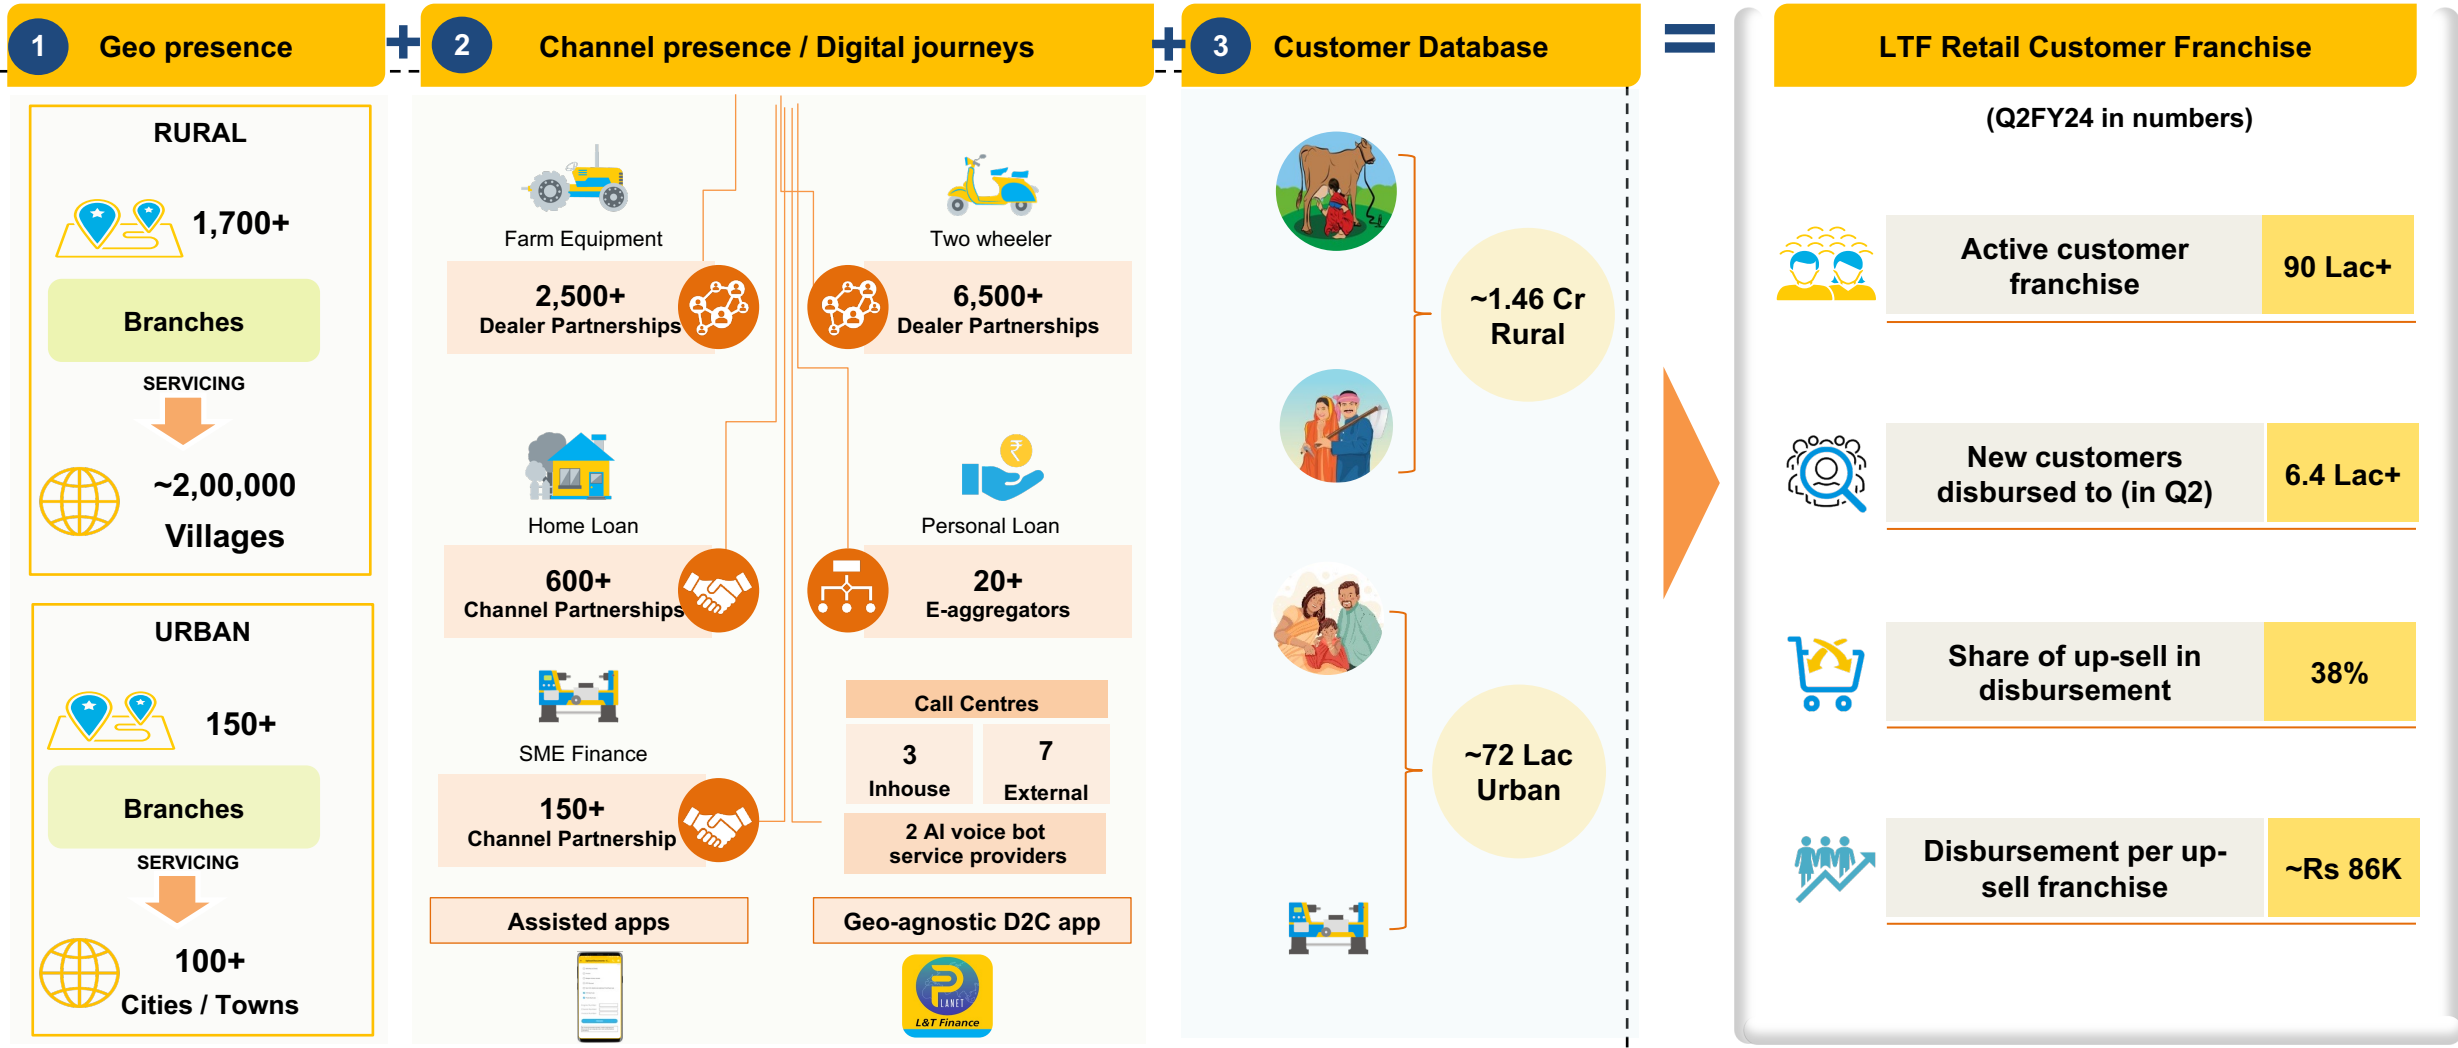 1
Geo presence
+
2
Channel presence / Digital journeys
+
3
Customer Database
=
LTF Retail Customer Franchise
RURAL
1,700+
Branches
SERVICING
~2,00,000
Villages
URBAN
150+
Branches
SERVICING
100+
Cities / Towns
Farm Equipment
2,500+
Dealer Partnerships
Two wheeler
6,500+
Dealer Partnerships
Home Loan
600+
Channel Partnerships
₹
Personal Loan
20+
E-aggregators
SME Finance
150+
Channel Partnership
Call Centres
3
Inhouse
7
External
2 AI voice bot
service providers
Assisted apps
Geo-agnostic D2C app
PLANET
L&T Finance
~1.46 Cr
Rural
~72 Lac
Urban
(Q2FY24 in numbers)
Active customer
franchise
90 Lac+
New customers
disbursed to (in Q2)
6.4 Lac+
Share of up-sell in
disbursement
38%
Disbursement per up-
sell franchise
~Rs 86K